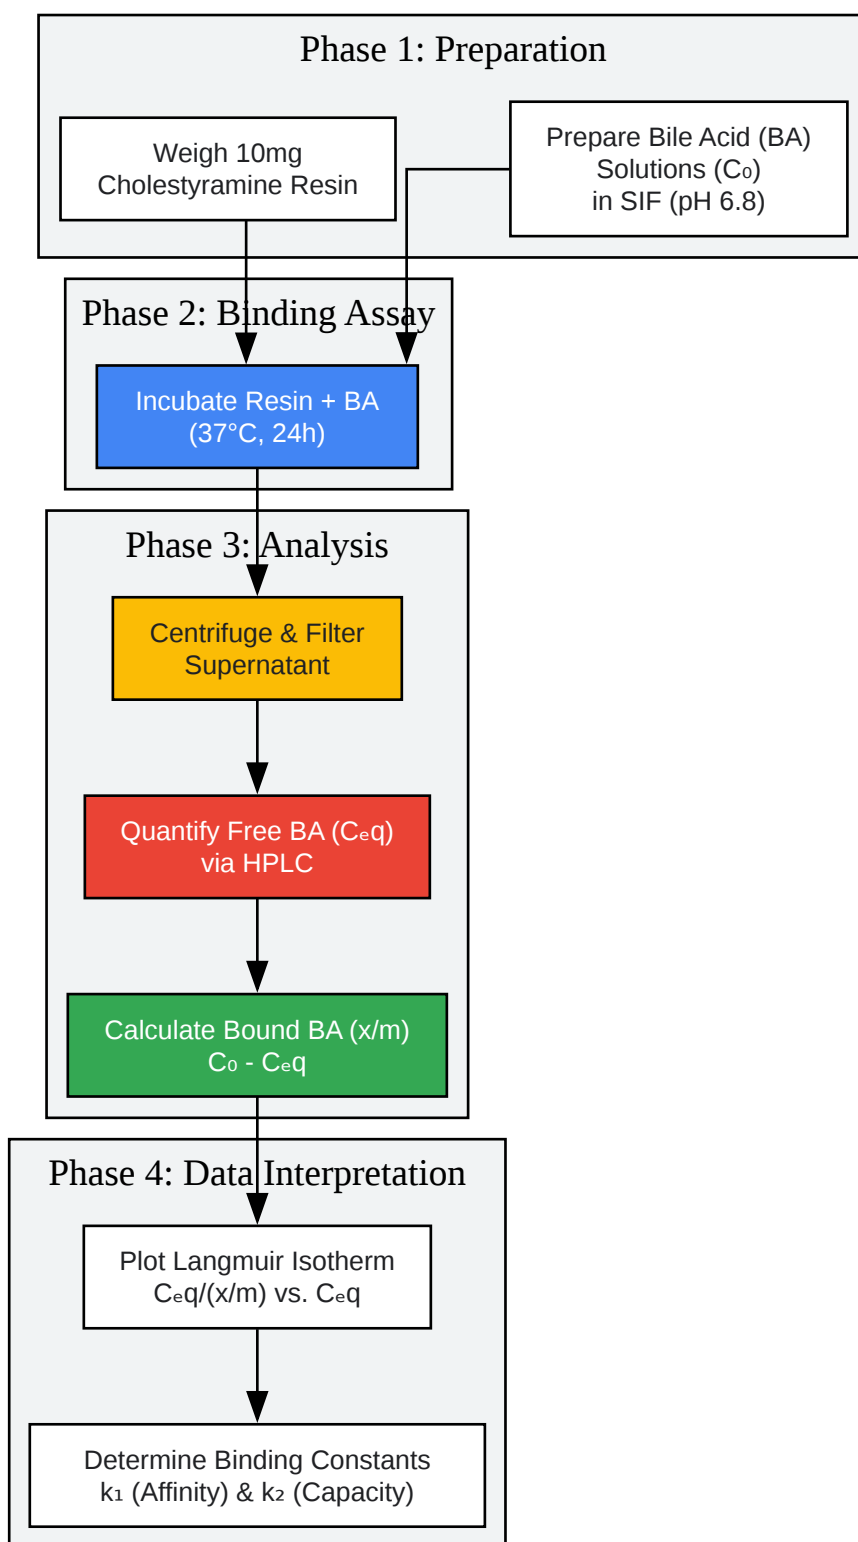 Phase 1: Preparation
Weigh 10mg
Cholestyramine Resin
Prepare Bile Acid (BA)
Solutions (C₀)
in SIF (pH 6.8)
Phase 2: Binding Assay
Incubate Resin + BA
(37°C, 24h)
Phase 3: Analysis
Centrifuge & Filter
Supernatant
Quantify Free BA (Cₑq)
via HPLC
Calculate Bound BA (x/m)
C₀ - Cₑq
Phase 4: Data Interpretation
Plot Langmuir Isotherm
Cₑq/(x/m) vs. Cₑq
Determine Binding Constants
k₁ (Affinity) & k₂ (Capacity)